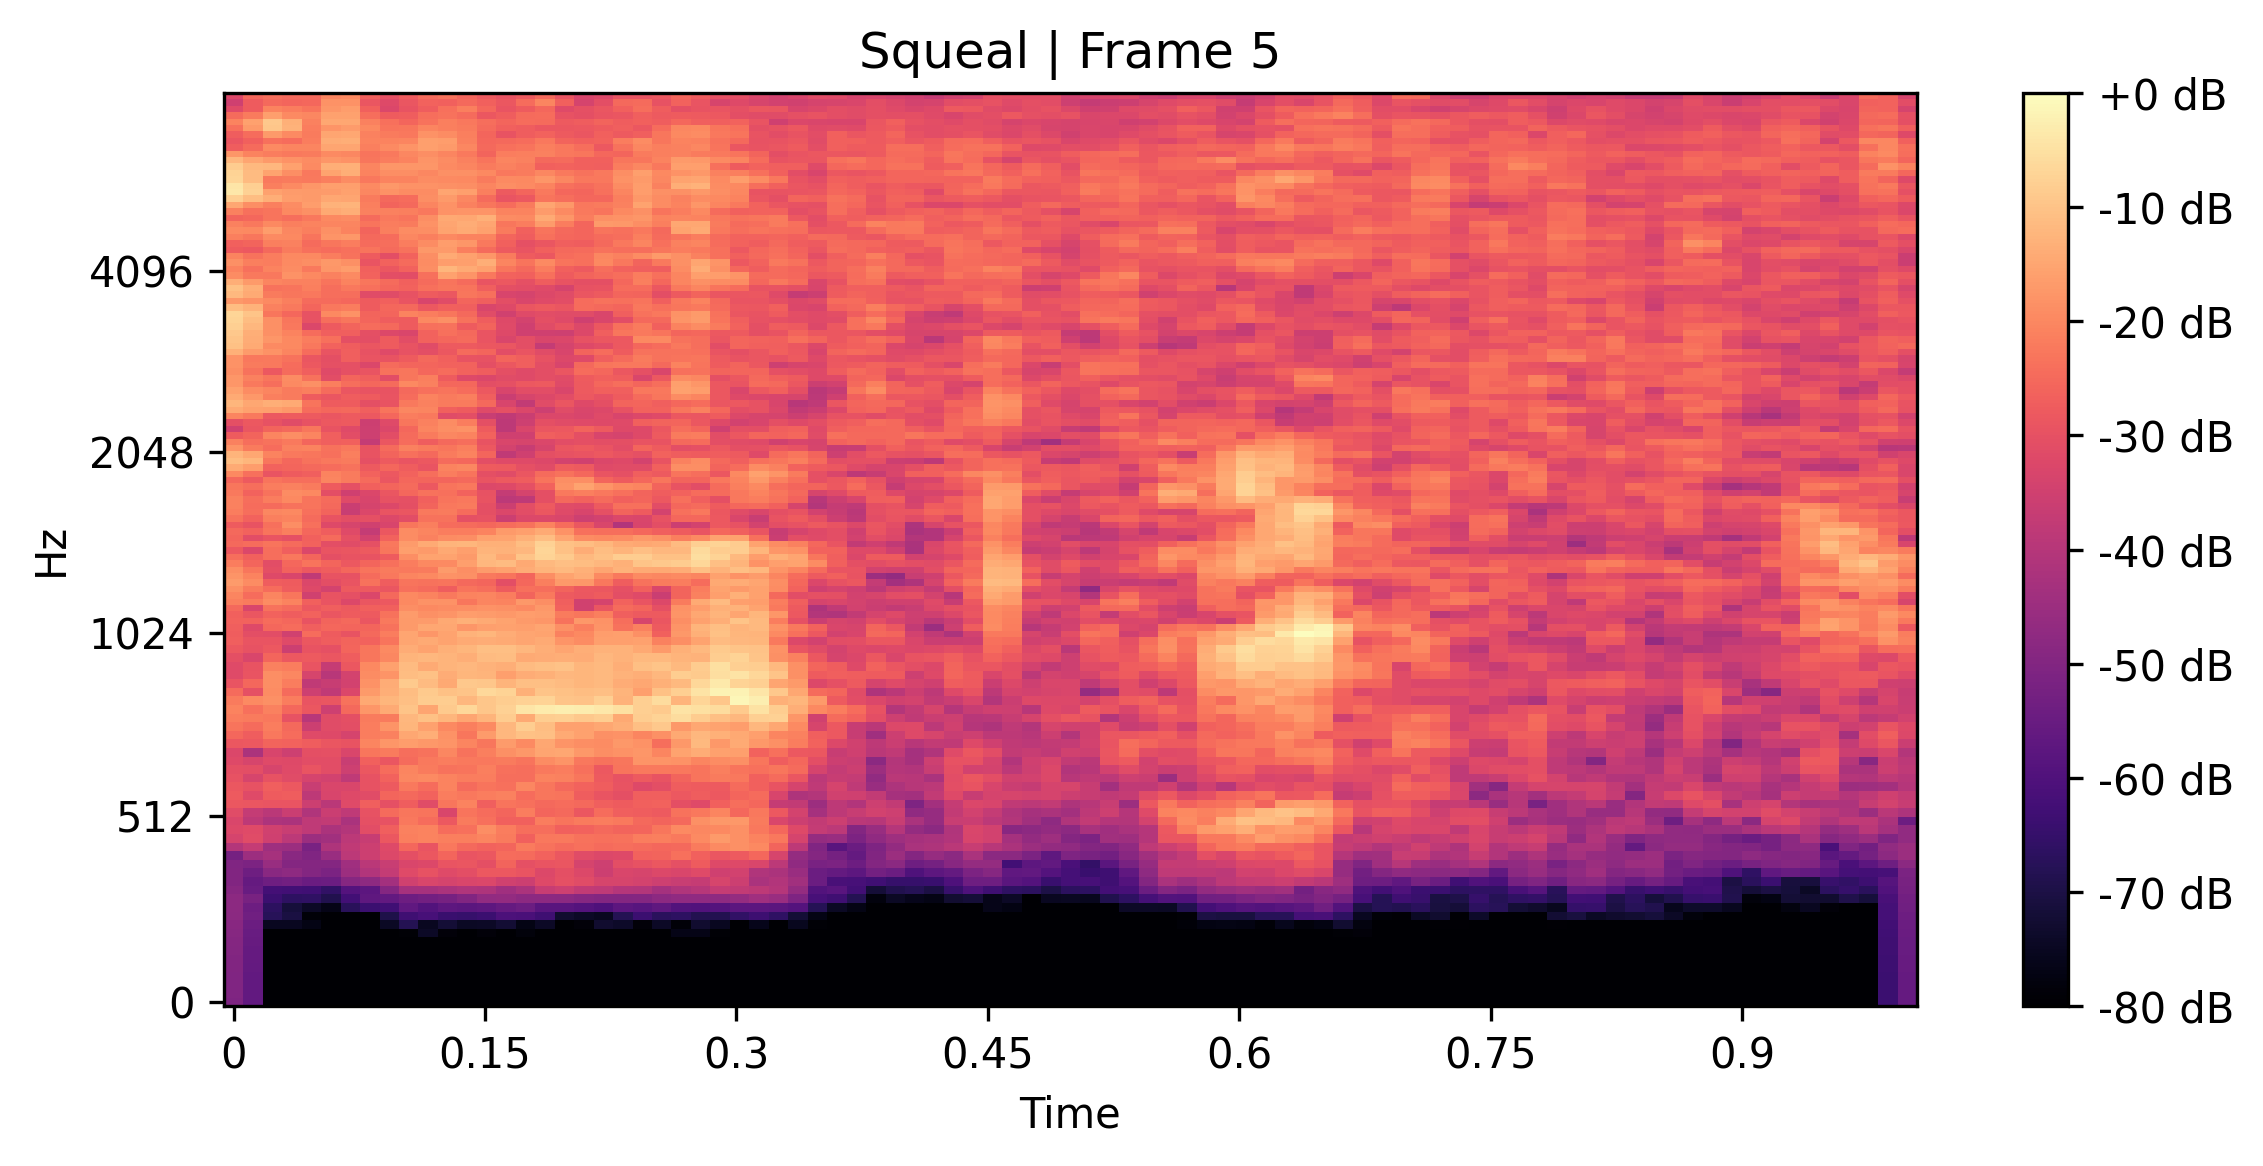 Squeal | Frame 5
Hz
4096
2048
1024
512
0
0 0.15 0.3 0.45 0.6 0.75 0.9
Time
+0 dB
-10 dB
-20 dB
-30 dB
-40 dB
-50 dB
-60 dB
-70 dB
-80 dB